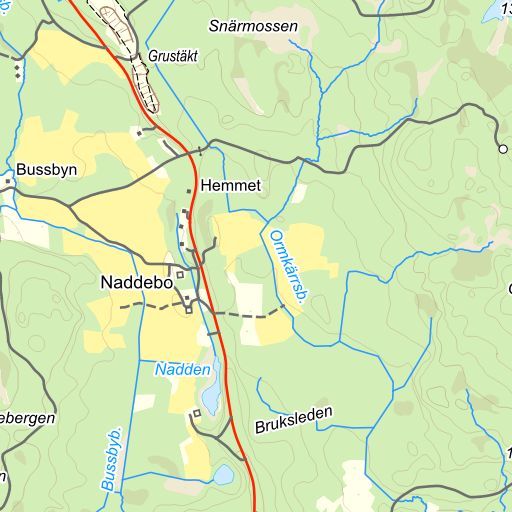 Snärmossen
Grustäkt
Bussbyn
Hemmet
Ormkärrsb.
Naddebo
Nadden
Bruksleden
ebergen
Bussbyb.